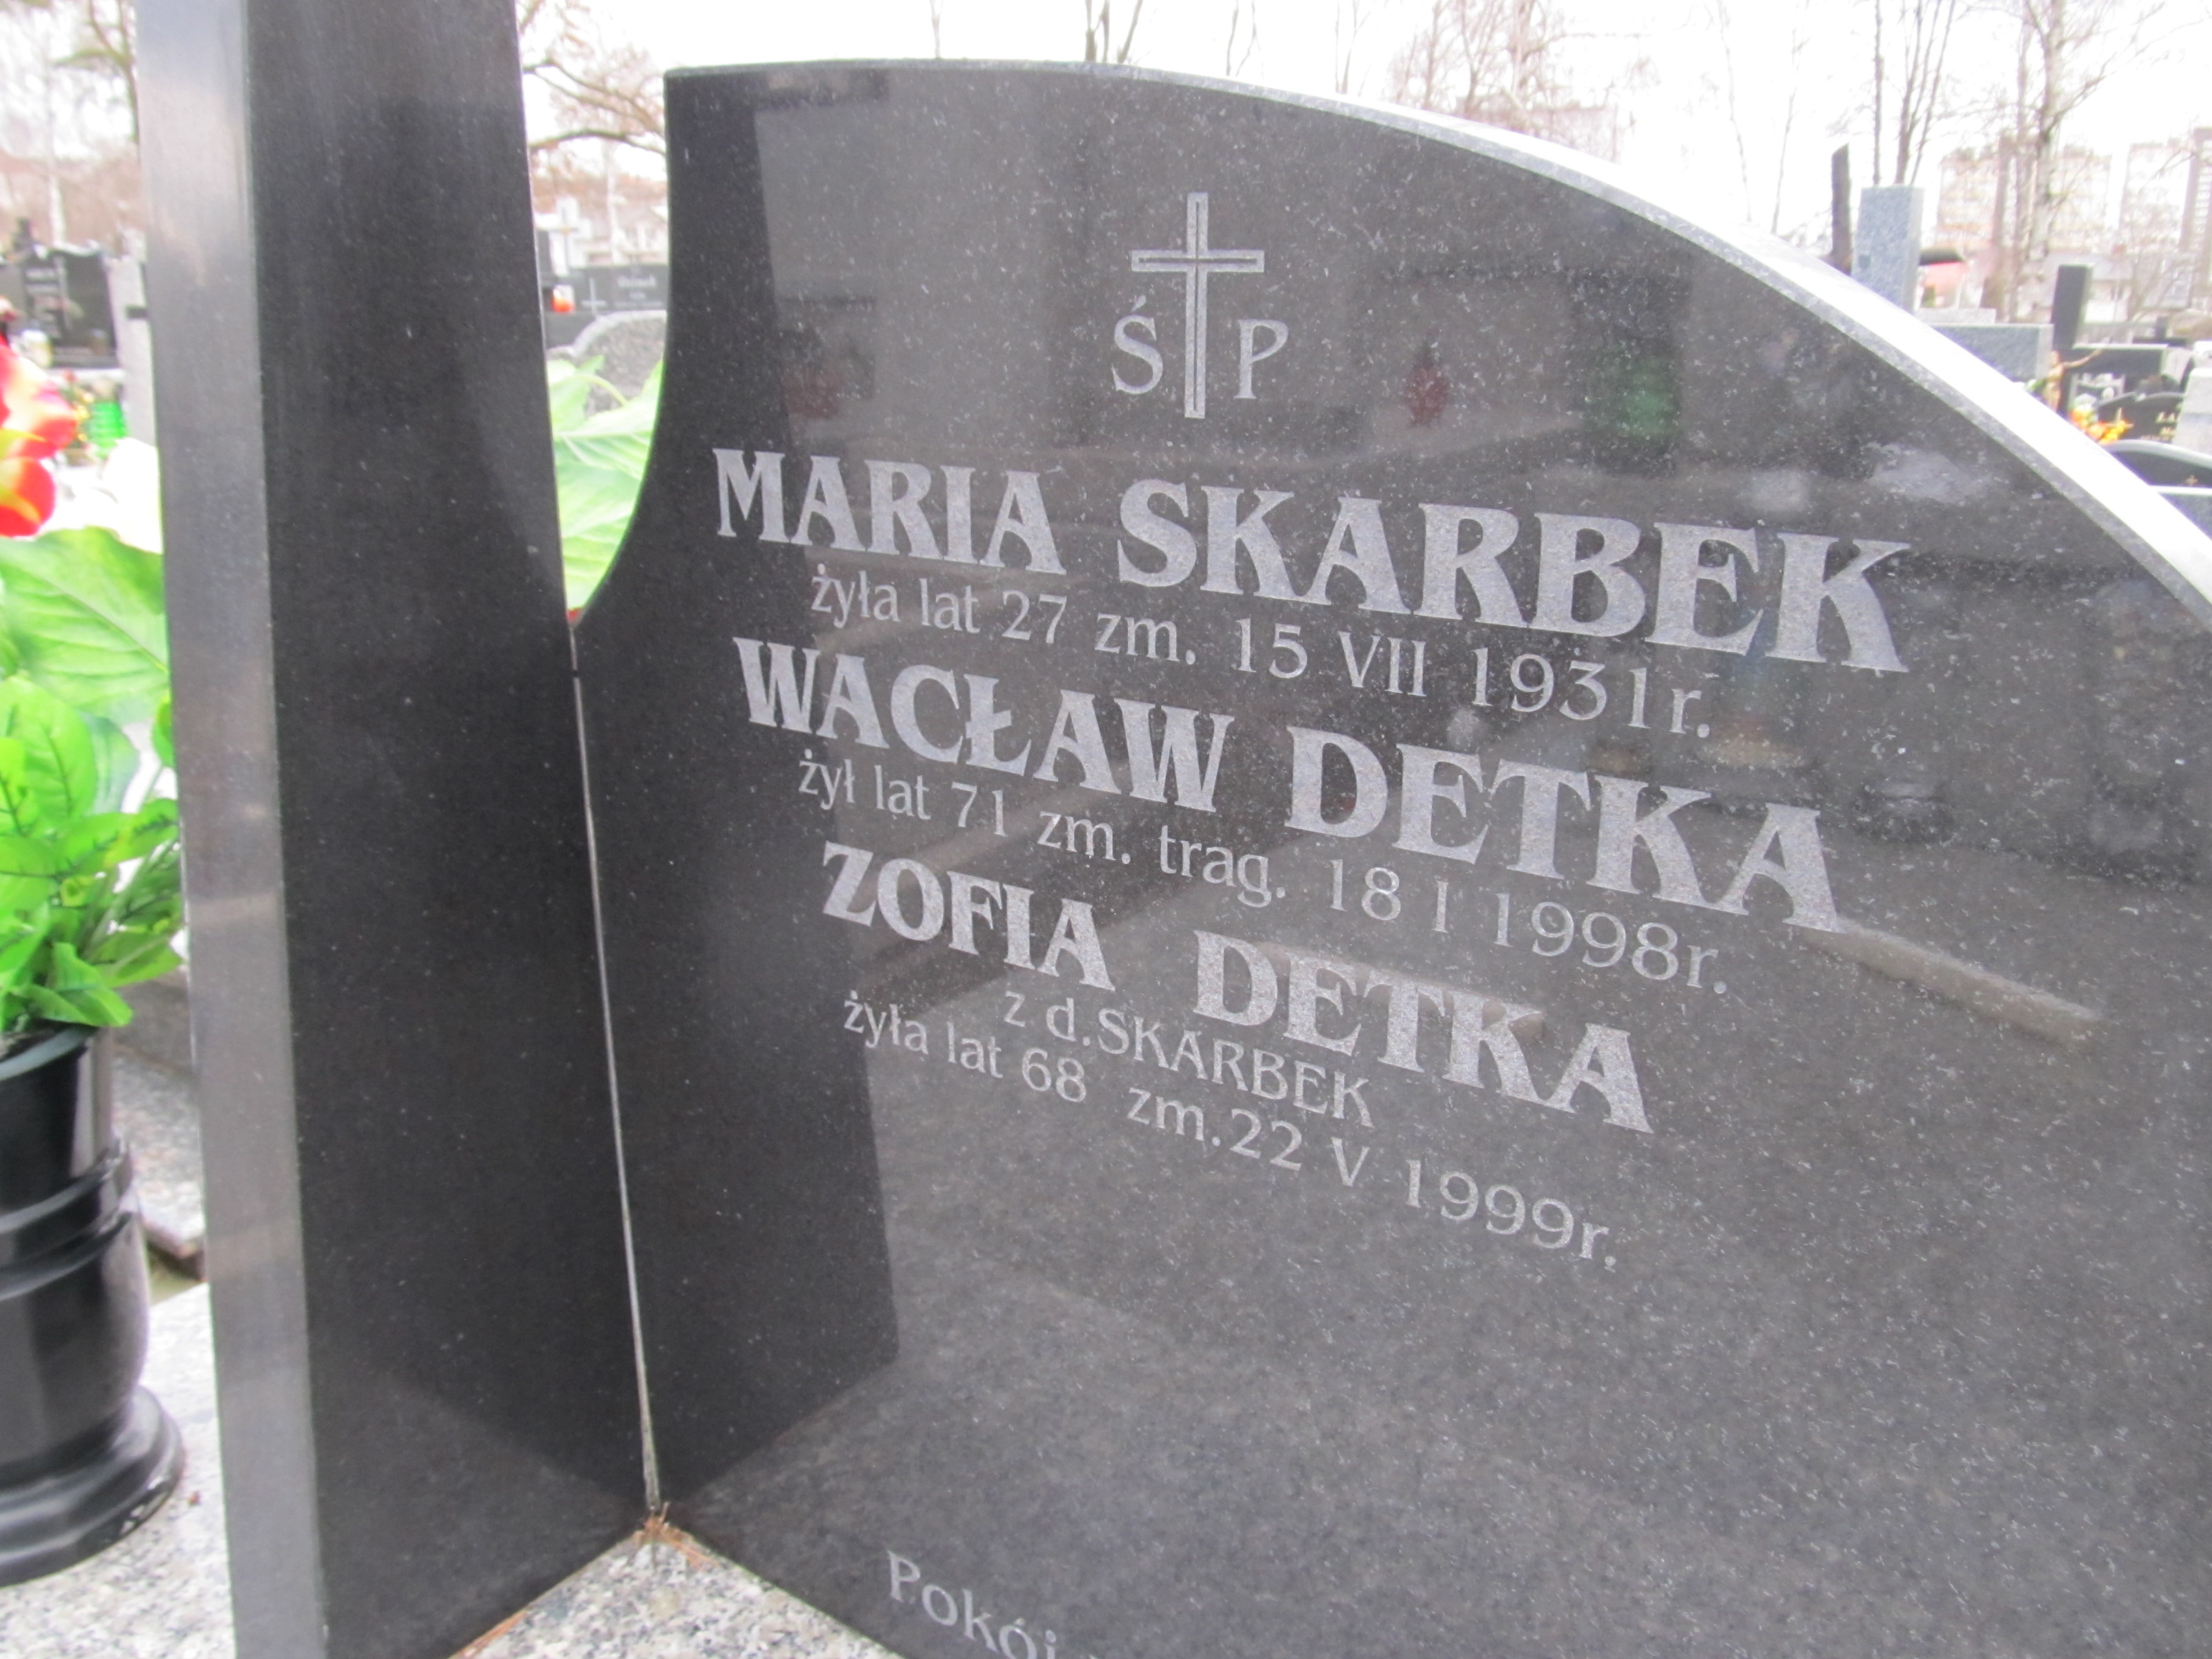 Ś P
MARIA SKARBEK
żyła lat 27 zm. 15 VII 1931r.
WACŁAW DETKA
żył lat 71 zm. trag. 18 I 1998r.
ZOFIA DETKA
z d.SKARBEK
żyła lat 68 zm.22 V 1999r.
Pokój